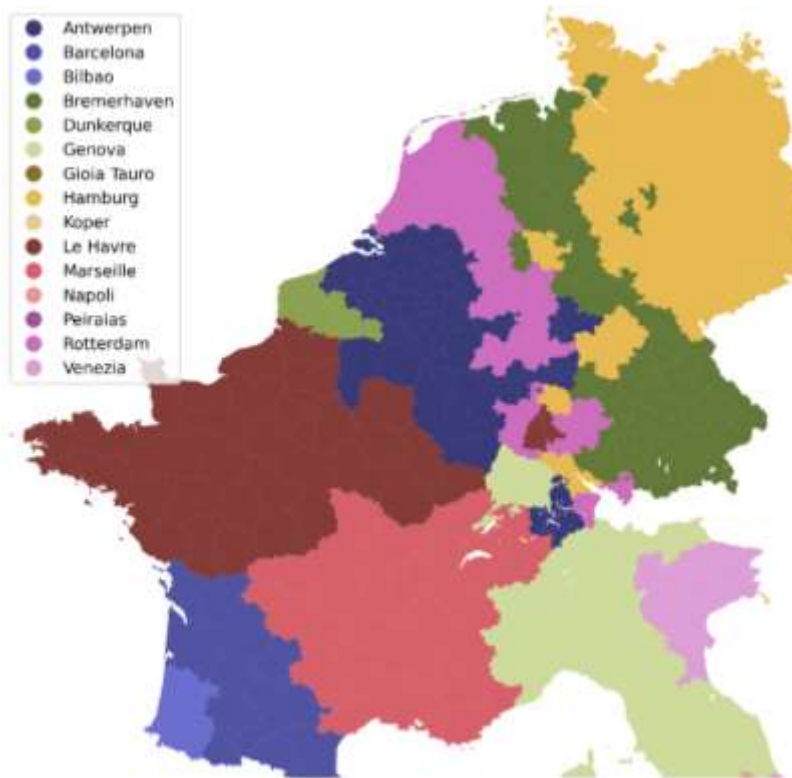 Antwerpen
Barcelona
Bilbao
Bremerhaven
Dunkerque
Genova
Gioia Tauro
Hamburg
Koper
Le Havre
Marseille
Napoli
Peiraias
Rotterdam
Venezia